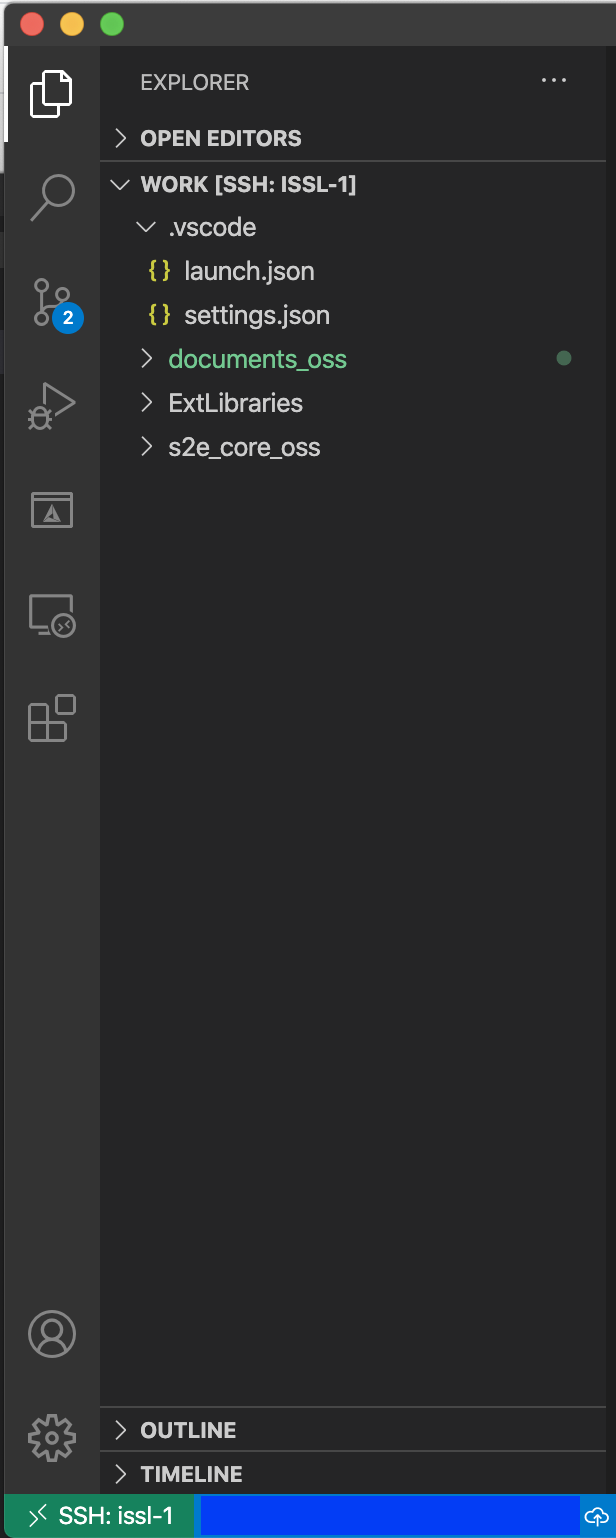 EXPLORER ...
OPEN EDITORS
WORK [SSH: ISSL-1]
.vscode
{} launch.json
{} settings.json
2
documents_oss
ExtLibraries
s2e_core_oss
OUTLINE
TIMELINE
SSH: issl-1